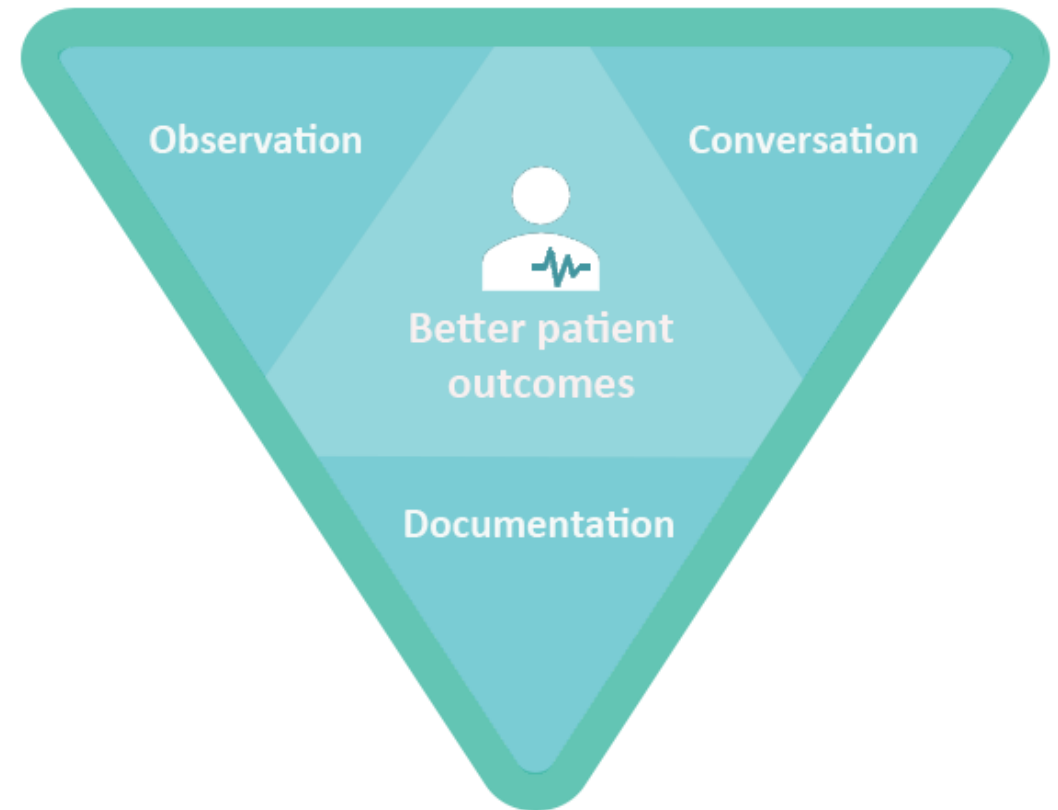 Observation
Conversation
Better patient
outcomes
Documentation